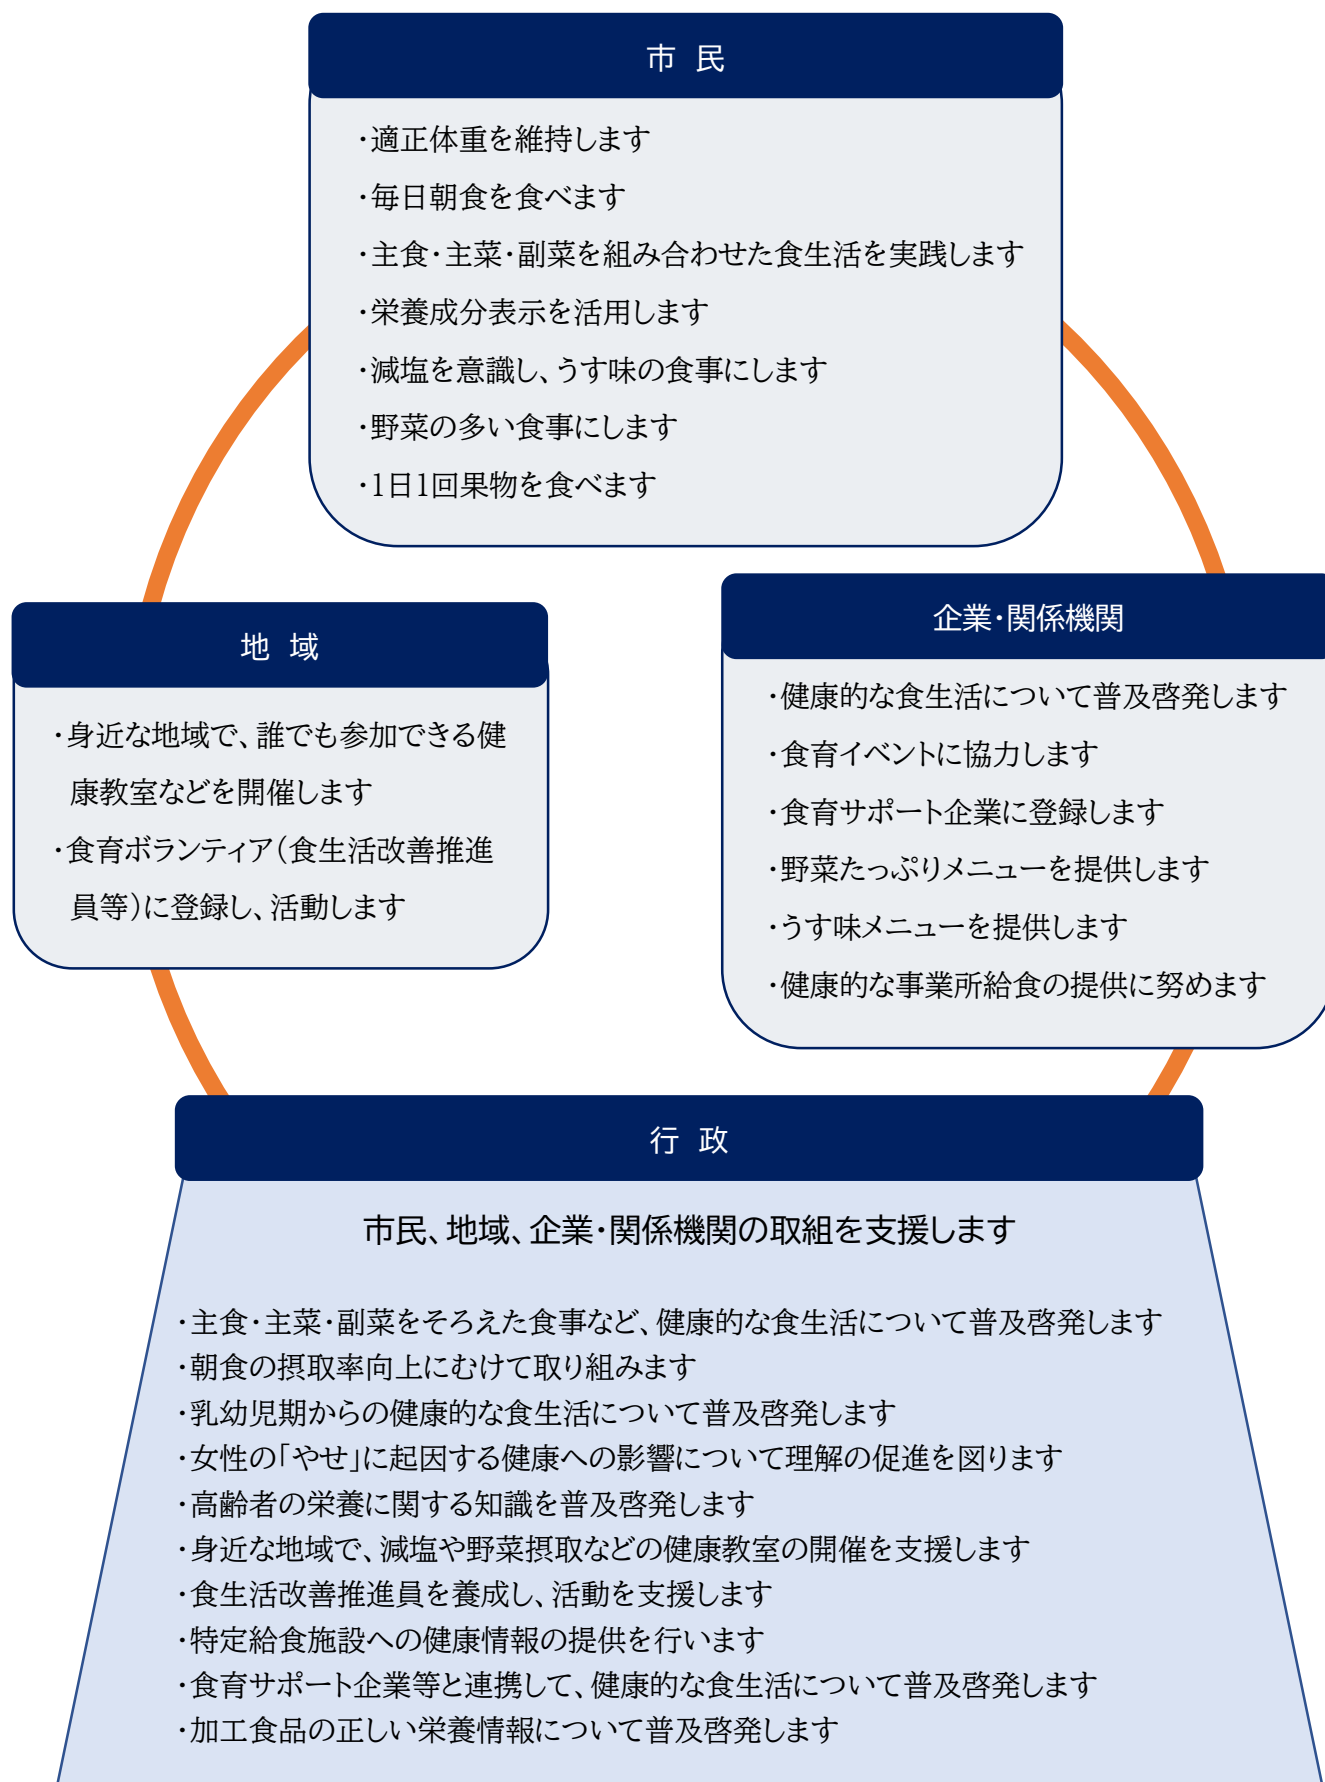 市 民
・適正体重を維持します
・毎日朝食を食べます
・主食・主菜・副菜を組み合わせた食生活を実践します
・栄養成分表示を活用します
・減塩を意識し、うす味の食事にします
・野菜の多い食事にします
・1日1回果物を食べます
地 域
・身近な地域で、誰でも参加できる健
康教室などを開催します
・食育ボランティア(食生活改善推進
員等)に登録し、活動します
企業・関係機関
・健康的な食生活について普及啓発します
・食育イベントに協力します
・食育サポート企業に登録します
・野菜たっぷりメニューを提供します
・うす味メニューを提供します
・健康的な事業所給食の提供に努めます
行 政
市民、地域、企業・関係機関の取組を支援します
・主食・主菜・副菜をそろえた食事など、健康的な食生活について普及啓発します
・朝食の摂取率向上にむけて取り組みます
・乳幼児期からの健康的な食生活について普及啓発します
・女性の「やせ」に起因する健康への影響について理解の促進を図ります
・高齢者の栄養に関する知識を普及啓発します
・身近な地域で、減塩や野菜摂取などの健康教室の開催を支援します
・食生活改善推進員を養成し、活動を支援します
・特定給食施設への健康情報の提供を行います
・食育サポート企業等と連携して、健康的な食生活について普及啓発します
・加工食品の正しい栄養情報について普及啓発します